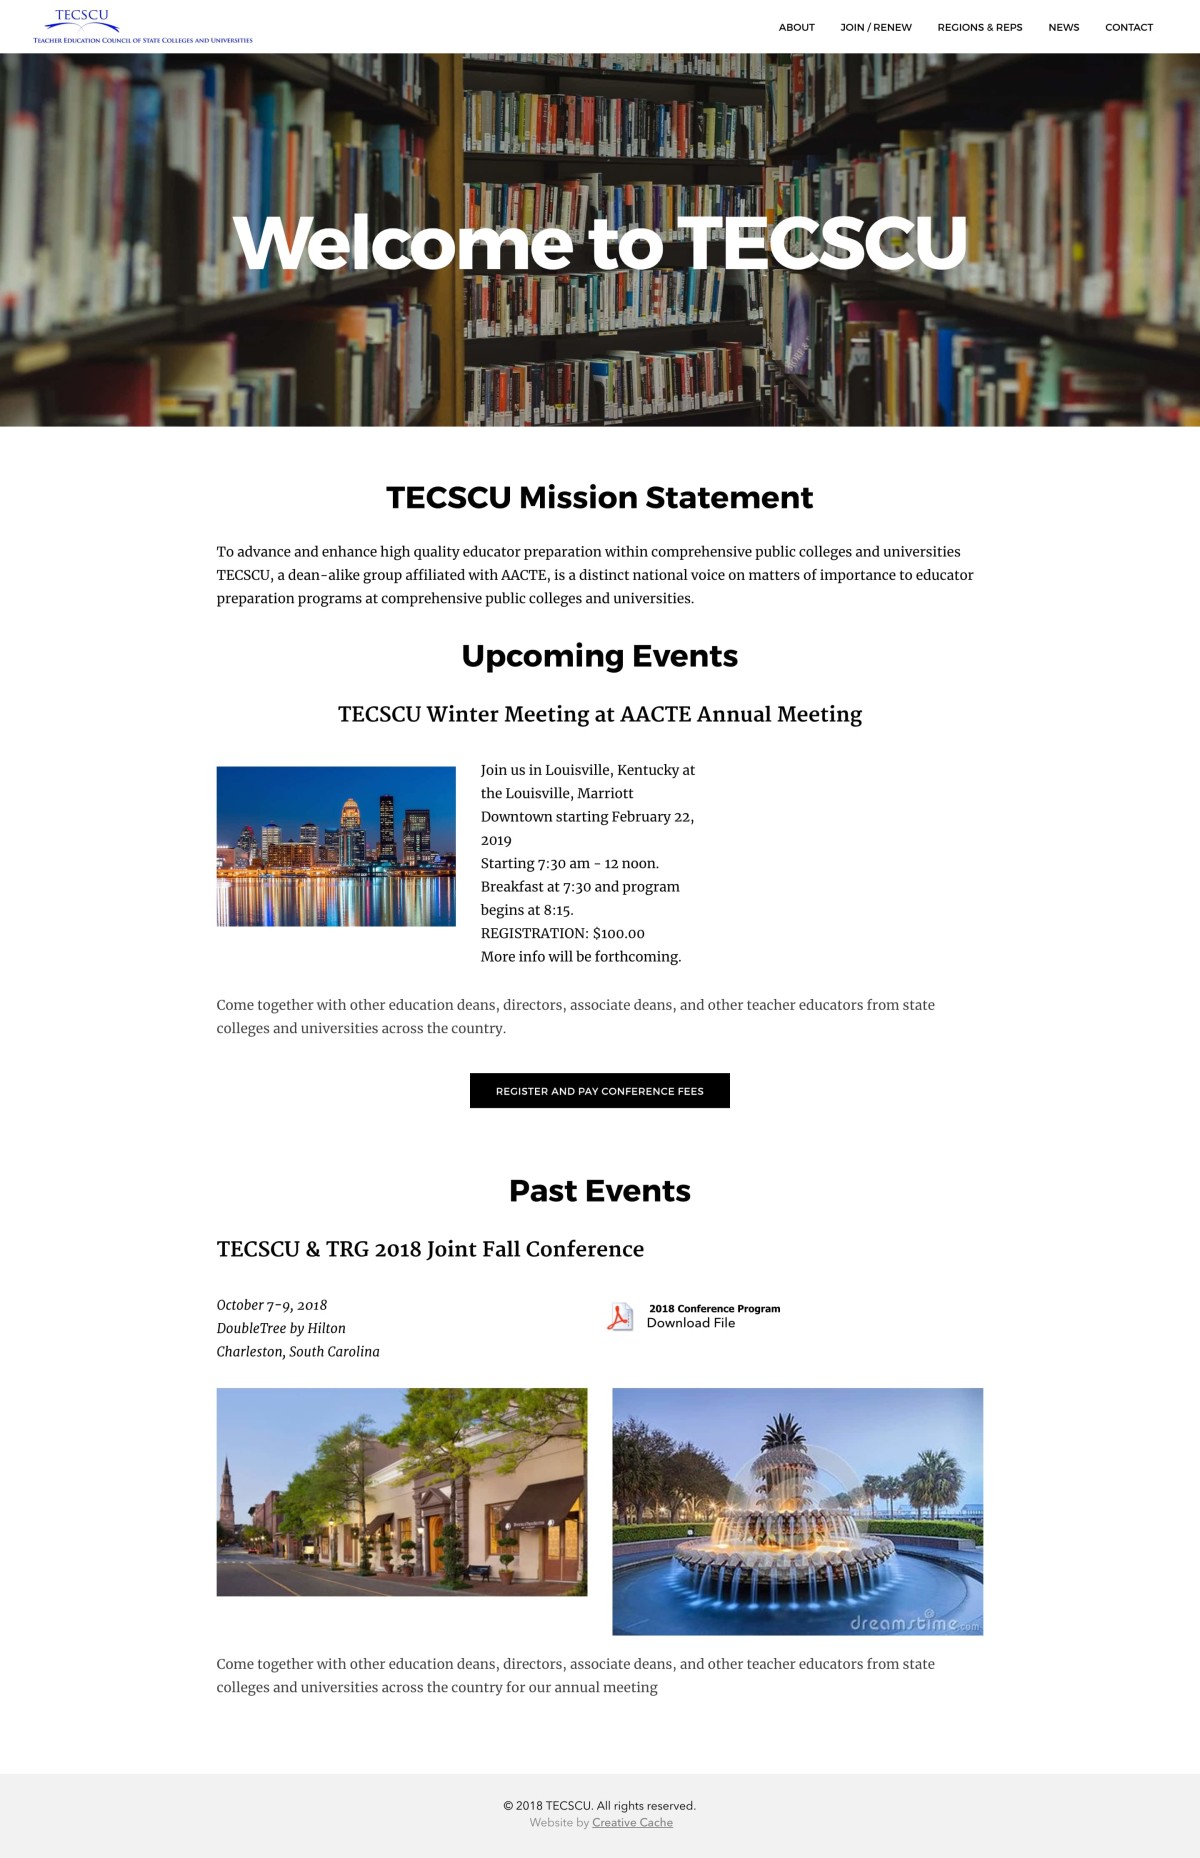 TECSCU
Teacher Education Council of State Colleges and Universities
ABOUT JOIN / RENEW REGIONS & REPS NEWS CONTACT
Welcome to TECSCU
TECSCU Mission Statement
To advance and enhance high quality educator preparation within comprehensive public colleges and universities
TECSCU, a dean-alike group affiliated with AACTE, is a distinct national voice on matters of importance to educator
preparation programs at comprehensive public colleges and universities.
Upcoming Events
TECSCU Winter Meeting at AACTE Annual Meeting
Join us in Louisville, Kentucky at
the Louisville, Marriott
Downtown starting February 22,
2019
Starting 7:30 am - 12 noon.
Breakfast at 7:30 and program
begins at 8:15.
REGISTRATION: $100.00
More info will be forthcoming.
Come together with other education deans, directors, associate deans, and other teacher educators from state
colleges and universities across the country.
REGISTER AND PAY CONFERENCE FEES
Past Events
TECSCU & TRG 2018 Joint Fall Conference
October 7-9, 2018
DoubleTree by Hilton
Charleston, South Carolina
2018 Conference Program
Download File
dreamstime.com
Come together with other education deans, directors, associate deans, and other teacher educators from state
colleges and universities across the country for our annual meeting
© 2018 TECSCU. All rights reserved.
Website by Creative Cache